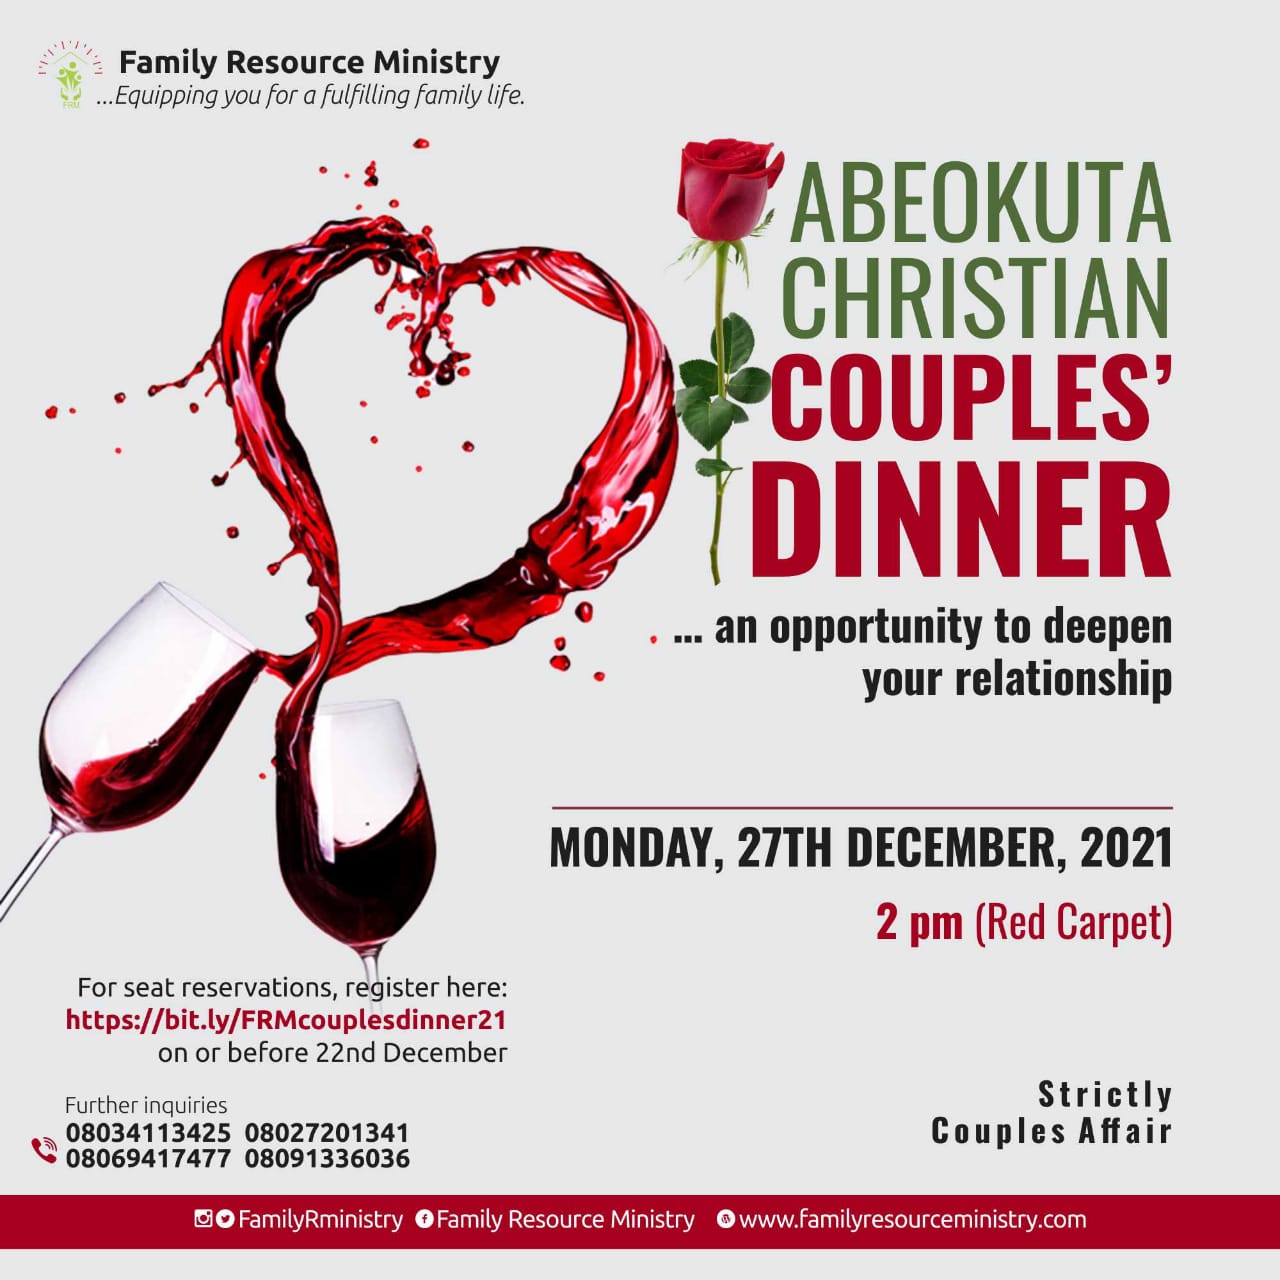 Family Resource Ministry
...Equipping you for a fulfilling family life.
FRM
ABEOKUTA
CHRISTIAN
COUPLES’
DINNER
... an opportunity to deepen
your relationship
MONDAY, 27TH DECEMBER, 2021
2 pm (Red Carpet)
For seat reservations, register here:
https://bit.ly/FRMcouplesdinner21
on or before 22nd December
Further inquiries
08034113425 08027201341
08069417477 08091336036
Strictly
Couples Affair
FamilyRministry Family Resource Ministry www.familyresourceministry.com